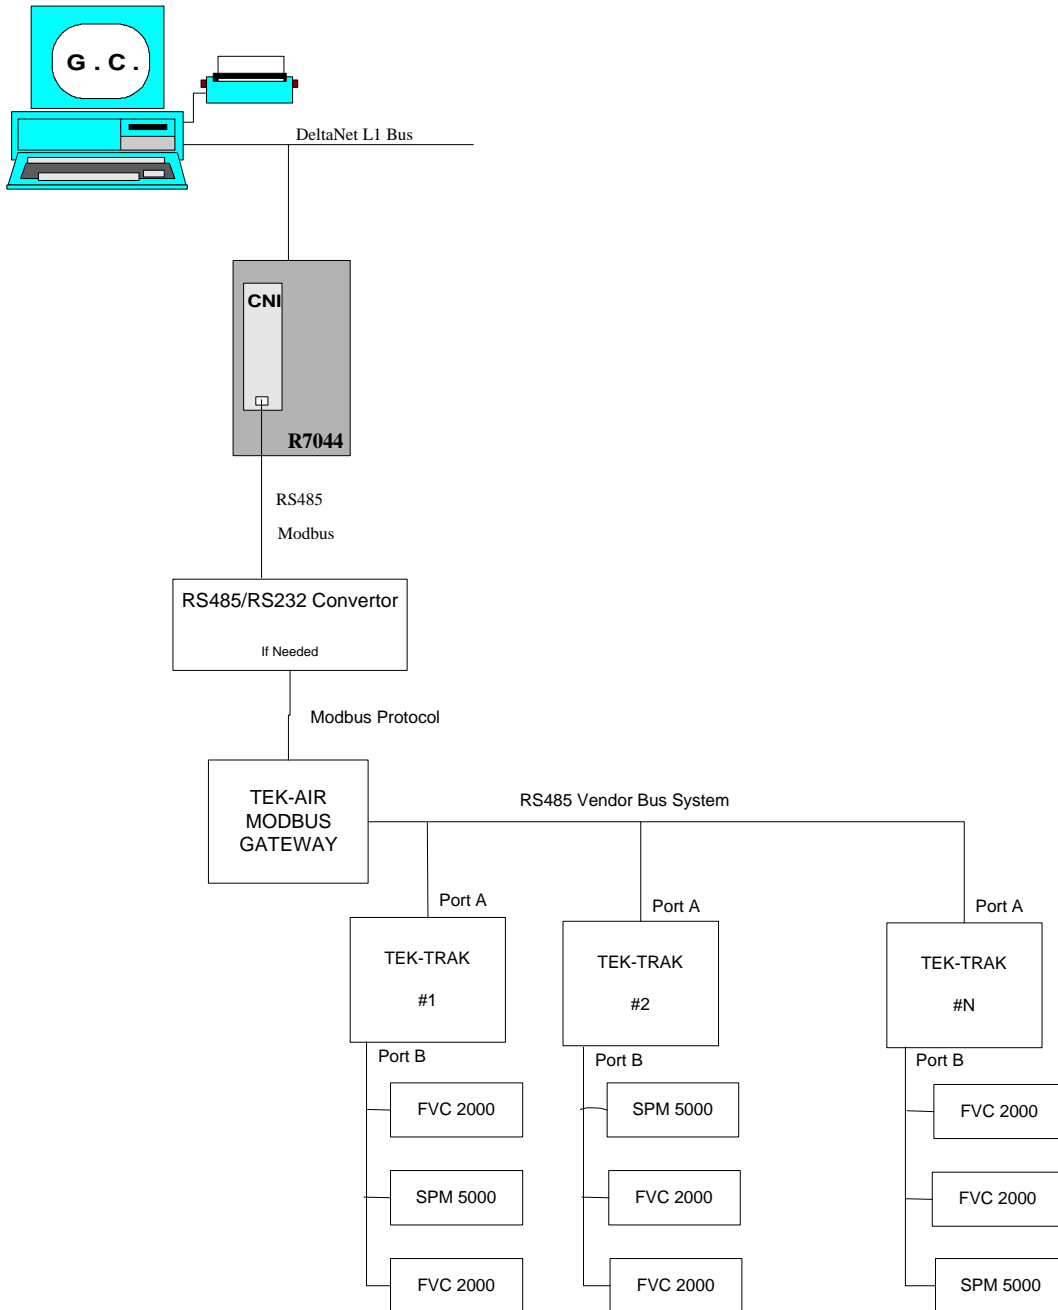 G . C .
DeltaNet L1 Bus
CNI
R7044
RS485
Modbus
RS485/RS232 Convertor
If Needed
Modbus Protocol
TEK-AIR
MODBUS
GATEWAY
RS485 Vendor Bus System
Port A
Port A
Port A
TEK-TRAK
#1
TEK-TRAK
#2
TEK-TRAK
#N
Port B
Port B
Port B
FVC 2000
SPM 5000
FVC 2000
SPM 5000
FVC 2000
FVC 2000
FVC 2000
FVC 2000
SPM 5000